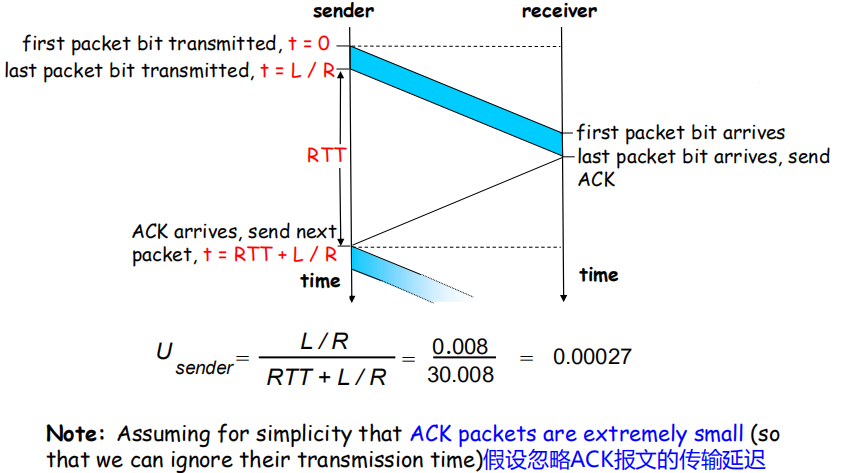 sender
receiver
first packet bit transmitted, t = 0
last packet bit transmitted, t = L / R
first packet bit arrives
last packet bit arrives, send
ACK
RTT
ACK arrives, send next
packet, t = RTT + L / R
time
time
U sender = L / R / RTT + L / R = 0.008 / 30.008 = 0.00027
Note: Assuming for simplicity that ACK packets are extremely small (so
that we can ignore their transmission time)假设忽略ACK报文的传输延迟